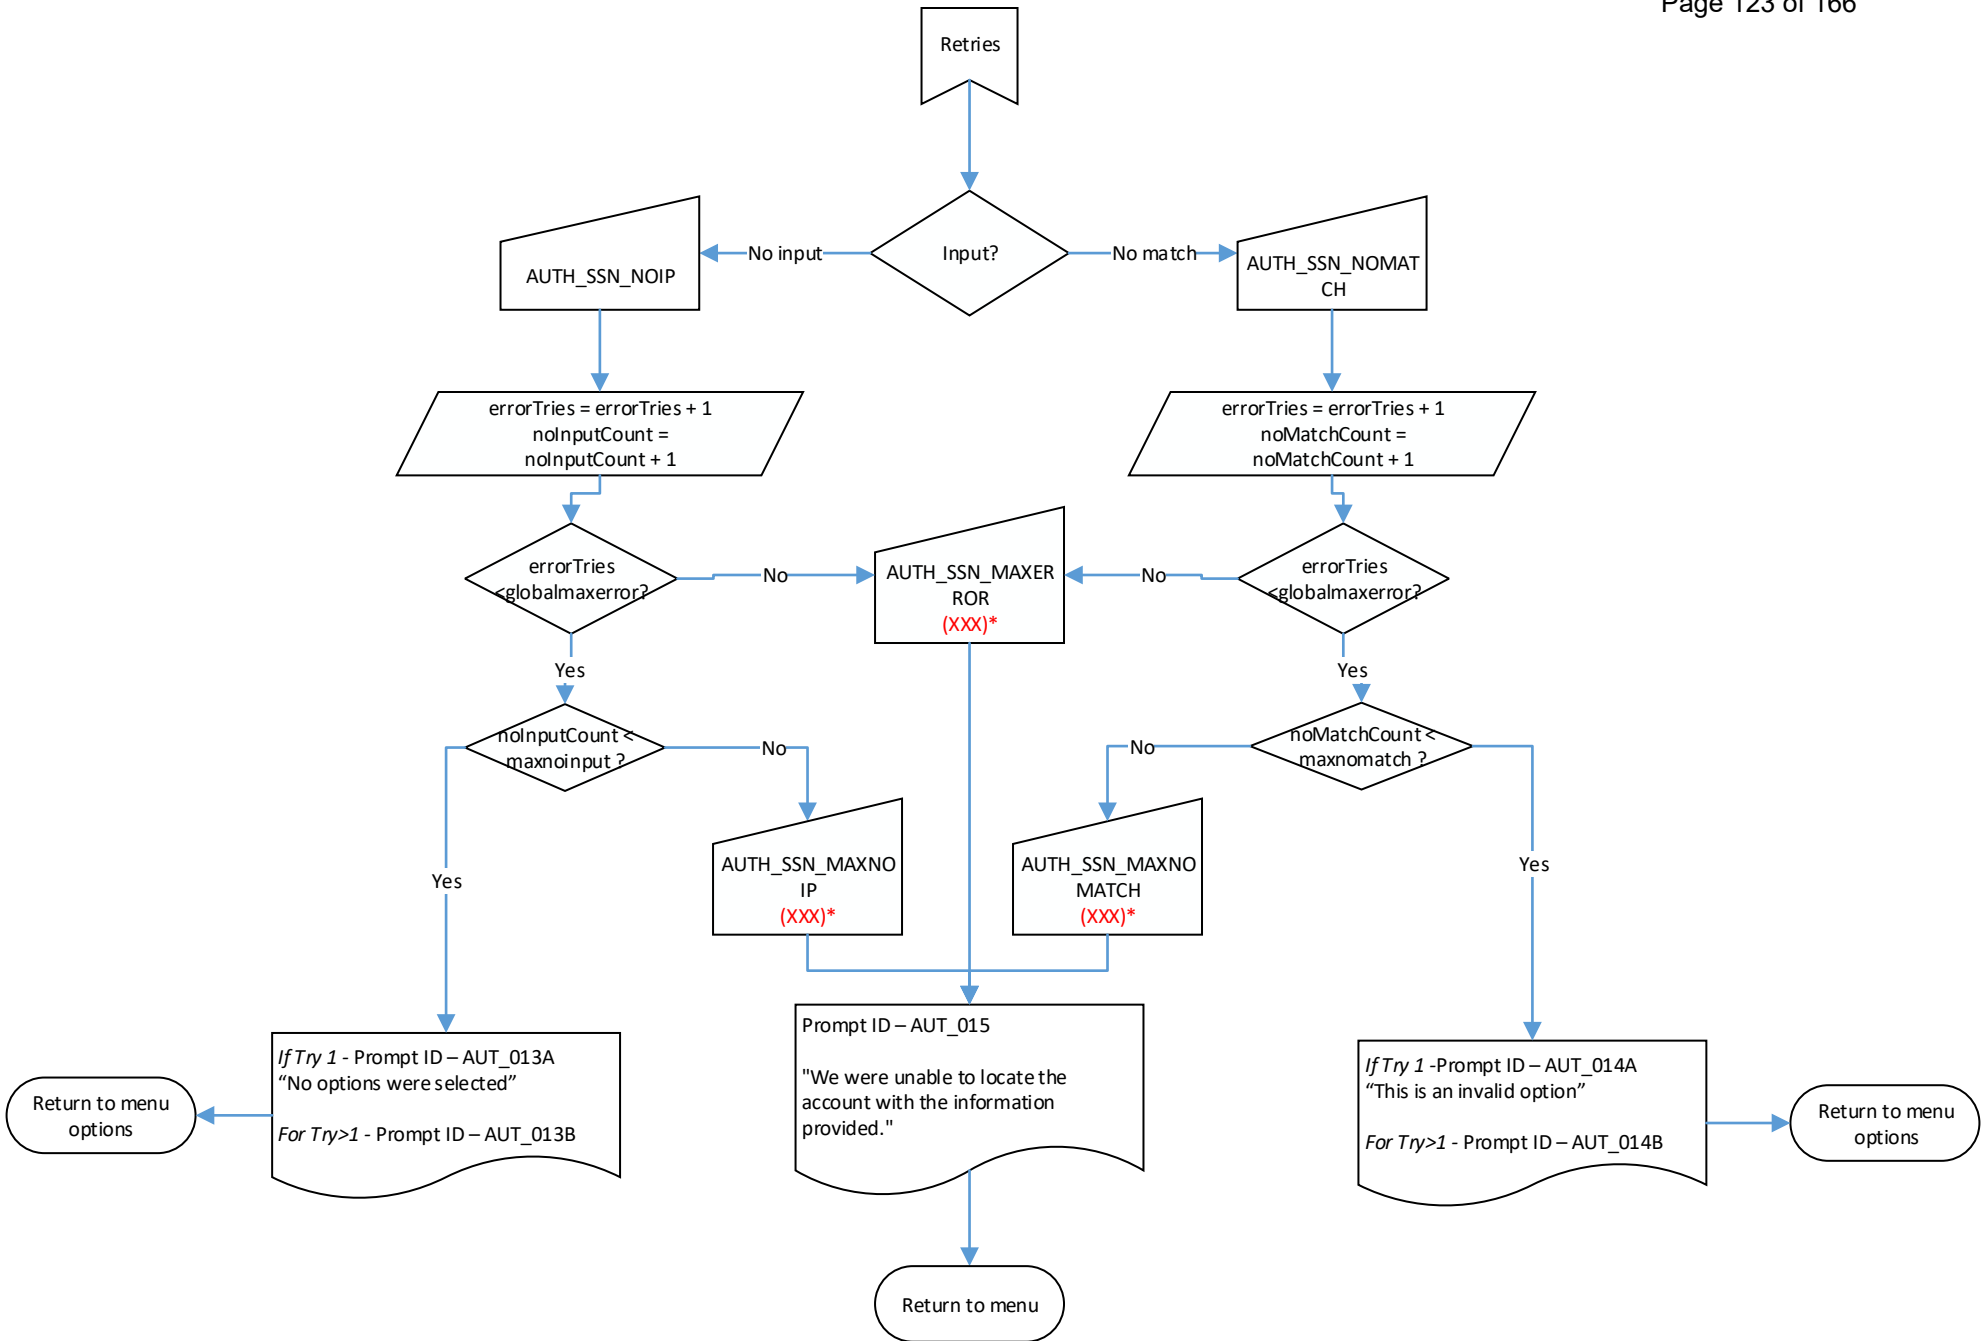 Page 123 of 166
Retries
Input?
No input
No match
AUTH_SSN_NOIP
AUTH_SSN_NOMAT
CH
errorTries = errorTries + 1
noInputCount =
noInputCount + 1
errorTries = errorTries + 1
noMatchCount =
noMatchCount + 1
errorTries
<globalmaxerror?
No
AUTH_SSN_MAXER
ROR
(XXX)*
No
errorTries
<globalmaxerror?
Yes
Yes
noInputCount <
maxnoinput ?
No
No
noMatchCount <
maxnomatch ?
AUTH_SSN_MAXNO
IP
(XXX)*
AUTH_SSN_MAXNO
MATCH
(XXX)*
Yes
Yes
If Try 1 - Prompt ID – AUT_013A
“No options were selected”
For Try>1 - Prompt ID – AUT_013B
Return to menu
options
Prompt ID – AUT_015
"We were unable to locate the
account with the information
provided."
If Try 1 -Prompt ID – AUT_014A
“This is an invalid option”
For Try>1 - Prompt ID – AUT_014B
Return to menu
options
Return to menu